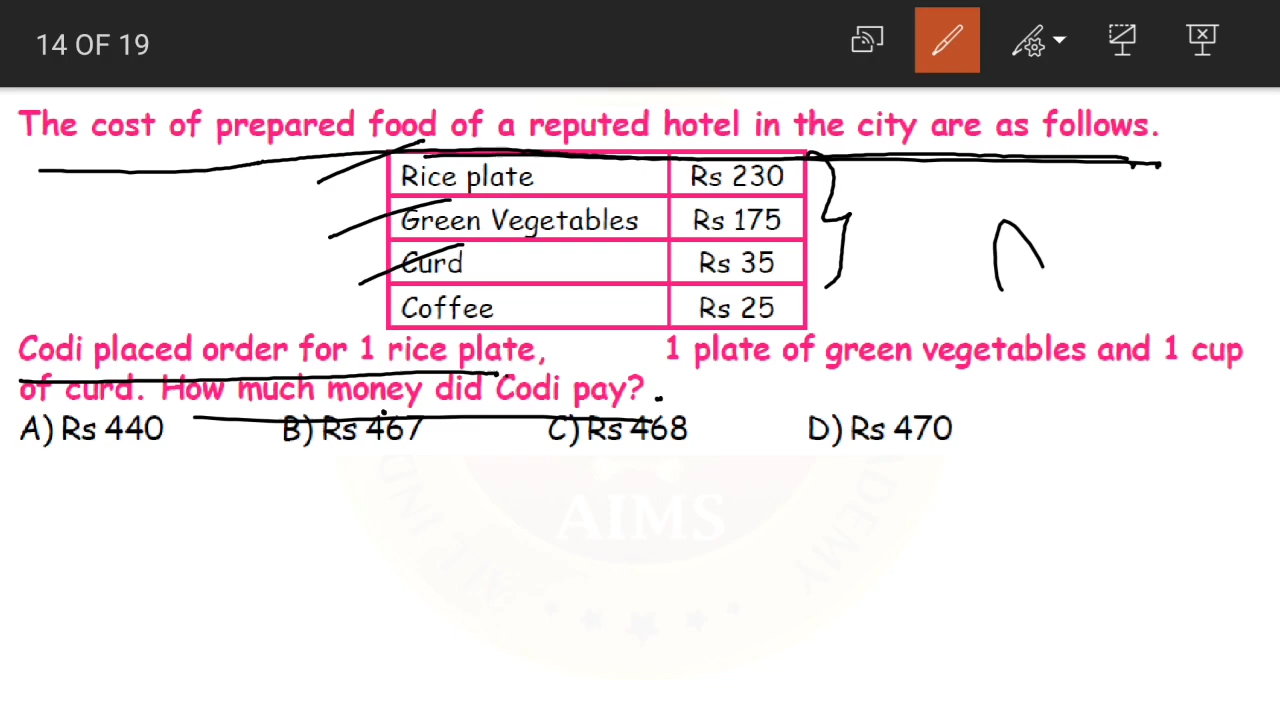 14 OF 19
The cost of prepared food of a reputed hotel in the city are as follows.
Rice plate Rs 230
Green Vegetables Rs 175
Curd Rs 35
Coffee Rs 25
Codi placed order for 1 rice plate, 1 plate of green vegetables and 1 cup
of curd. How much money did Codi pay?
A) Rs 440 B) Rs 467 C) Rs 468 D) Rs 470
AIMS